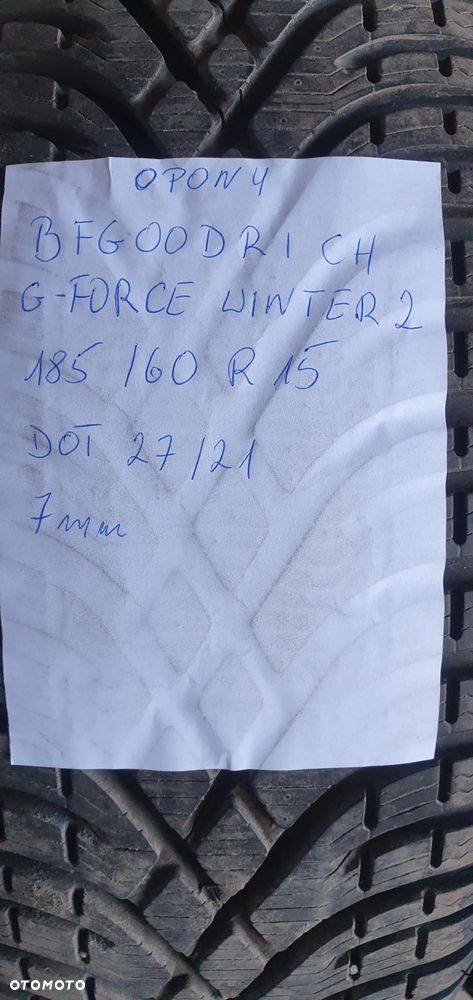 OPONY
BFGOODRICH
G-FORCE WINTER 2
185/60 R 15
DOT 27/21
7mm
OTOMOTO